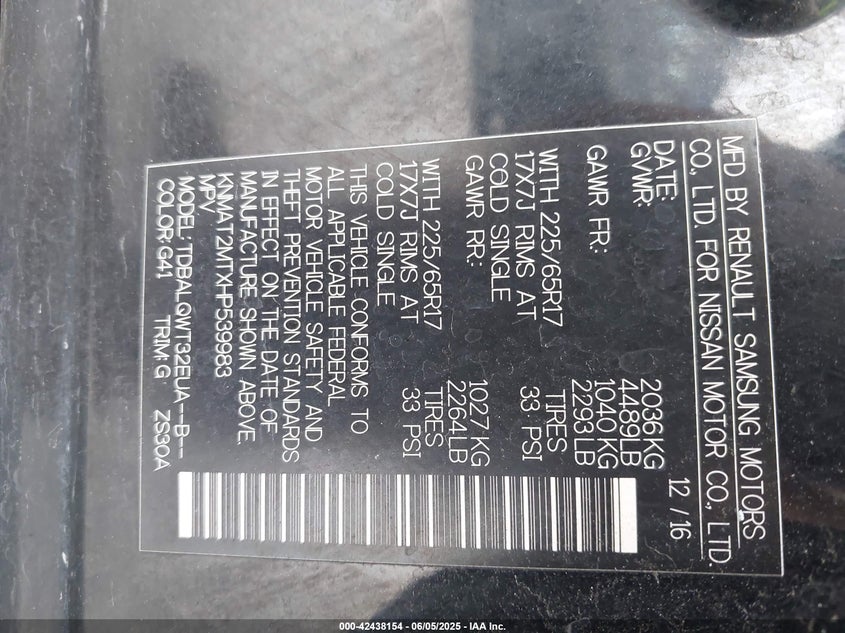 MFD BY RENAULT SAMSUNG MOTORS
CO., LTD. FOR NISSAN MOTOR CO., LTD.
DATE: 12 / 16
GVWR: 2036KG
4489LB
GAWR FR: 1040 KG
2293LB
WITH 225/65R17 TIRES
17X7J RIMS AT 33 PSI
COLD SINGLE
GAWR RR: 1027 KG
2264LB
WITH 225/65R17 TIRES
17X7J RIMS AT 33 PSI
COLD SINGLE
THIS VEHICLE CONFORMS TO
ALL APPLICABLE FEDERAL
MOTOR VEHICLE SAFETY AND
THEFT PREVENTION STANDARDS
IN EFFECT ON THE DATE OF
MANUFACTURE SHOWN ABOVE.
KNMAT2MTXHP539983
MPV
MODEL: TDBALQWT32EUA--B--
COLOR: G41 TRIM: G ZS30A
000-42438154 - 06/05/2025 - IAA Inc.